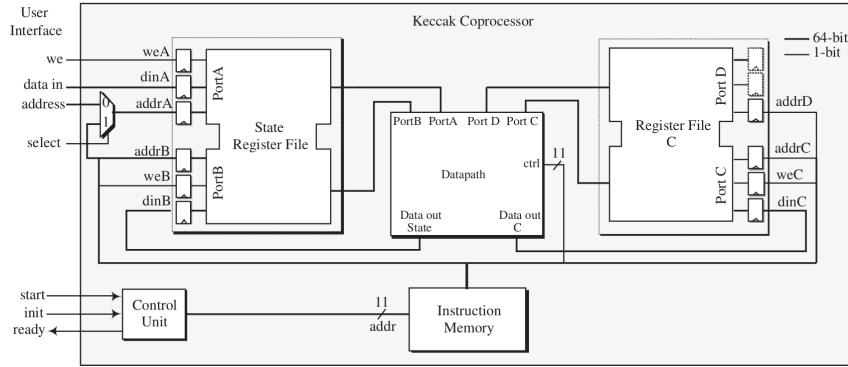 User
Interface
Keccak Coprocessor
64-bit
1-bit
we
data in
address
select
0
1
weA
dinA
addrA
addrB
weB
dinB
PortA
PortB
State
Register File
PortB PortA Port D Port C
ctrl
11
Datapath
Data out
State
Data out
C
Register File
C
Port D
Port C
addrD
addrC
weC
dinC
start
init
ready
Control
Unit
11
addr
Instruction
Memory